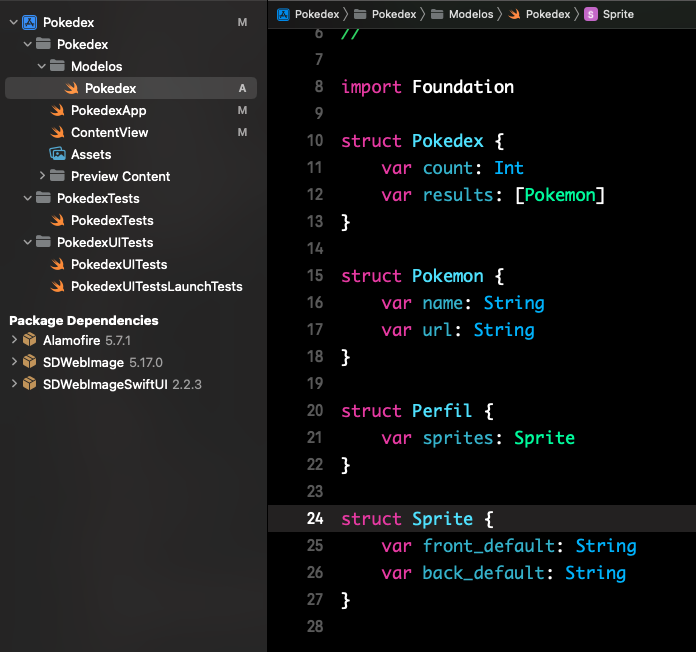 Pokedex M
Pokedex
Modelos
Pokedex A
PokedexApp M
ContentView M
Assets
Preview Content
PokedexTests
PokedexTests
PokedexUITests
PokedexUITests
PokedexUITestsLaunchTests
Package Dependencies
Alamofire 5.7.1
SDWebImage 5.17.0
SDWebImageSwiftUI 2.2.3
Pokedex Pokedex Modelos Pokedex S Sprite
6 //
7
8 import Foundation
9
10 struct Pokedex {
11     var count: Int
12     var results: [Pokemon]
13 }
14
15 struct Pokemon {
16     var name: String
17     var url: String
18 }
19
20 struct Perfil {
21     var sprites: Sprite
22 }
23
24 struct Sprite {
25     var front_default: String
26     var back_default: String
27 }
28